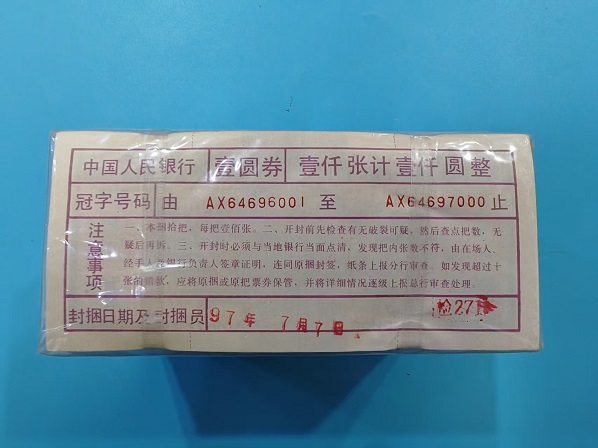 中国人民银行 壹圆券 壹仟张计壹仟圆整
冠字号码 由 AX64696001 至 AX64697000 止
注意事项
一、本捆拾把，每把壹佰张。二、开封前先检查有无破裂可疑，然后查点把数，无
疑后再拆。三、开封时必须与当地银行当面点清，发现把内张数不符，由在场人、
经手人及银行负责人签章证明，连同原捆封签，纸条上报分行审查。如发现超过十
张的错款，应将原捆或原把票券保管，并将详细情况逐级上报总行审查处理。
封捆日期及封捆员 97年 7月7日 检27